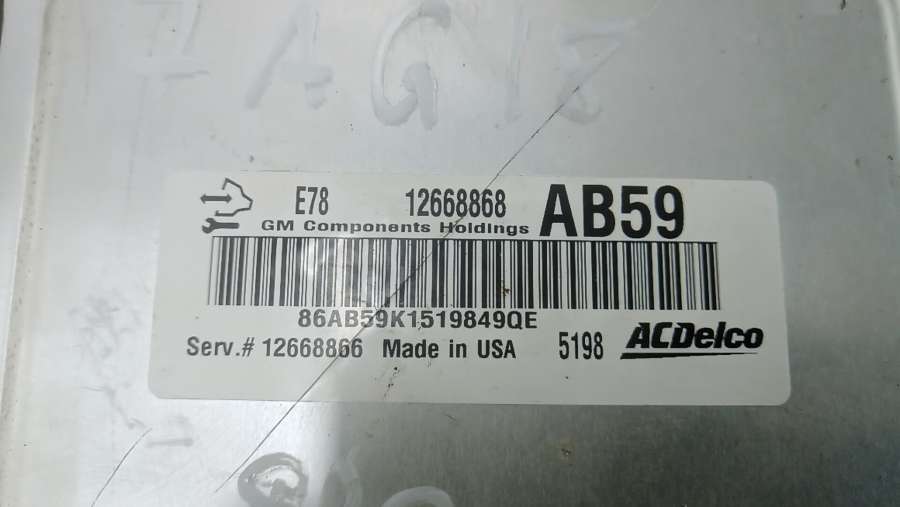 E78 12668868 AB59
GM Components Holdings
86AB59K1519849QE
Serv.# 12668866 Made in USA 5198 ACDelco